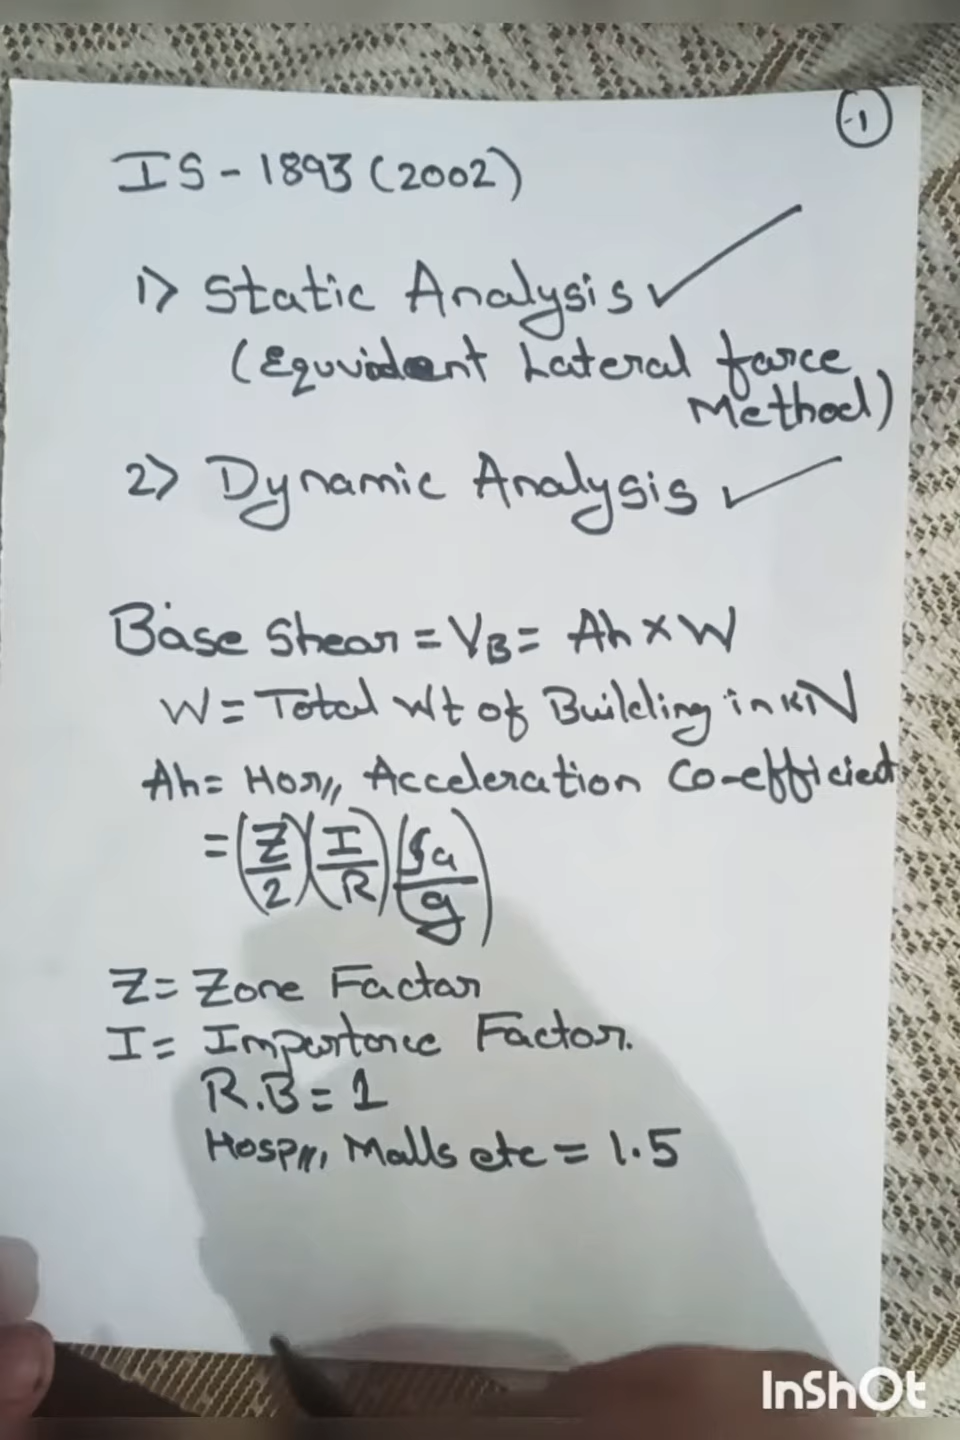 -1
IS-1893(2002)
1> Static Analysis
(Equvident Lateral force
Method)
2> Dynamic Analysis
Base Shear = VB = Ah x W
W = Total Wt of Building in KN
Ah = Hor//, Acceleration Co-efficient
= (Z/2)(I/R)(Sa/g)
Z = Zone Factor
I = Importance Factor.
R.B = 1
Hosp//, Malls etc = 1.5
InShOt